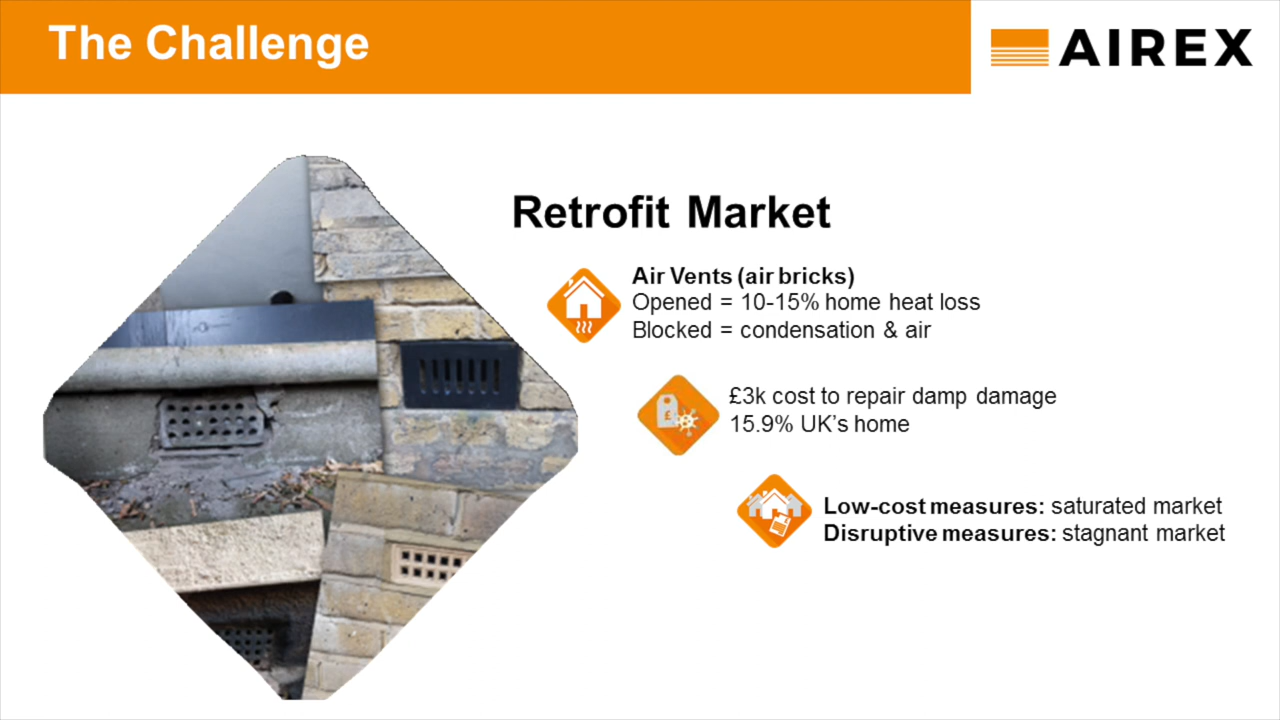 The Challenge
AIREX
Retrofit Market
Air Vents (air bricks)
Opened = 10-15% home heat loss
Blocked = condensation & air
£3k cost to repair damp damage
15.9% UK's home
Low-cost measures: saturated market
Disruptive measures: stagnant market